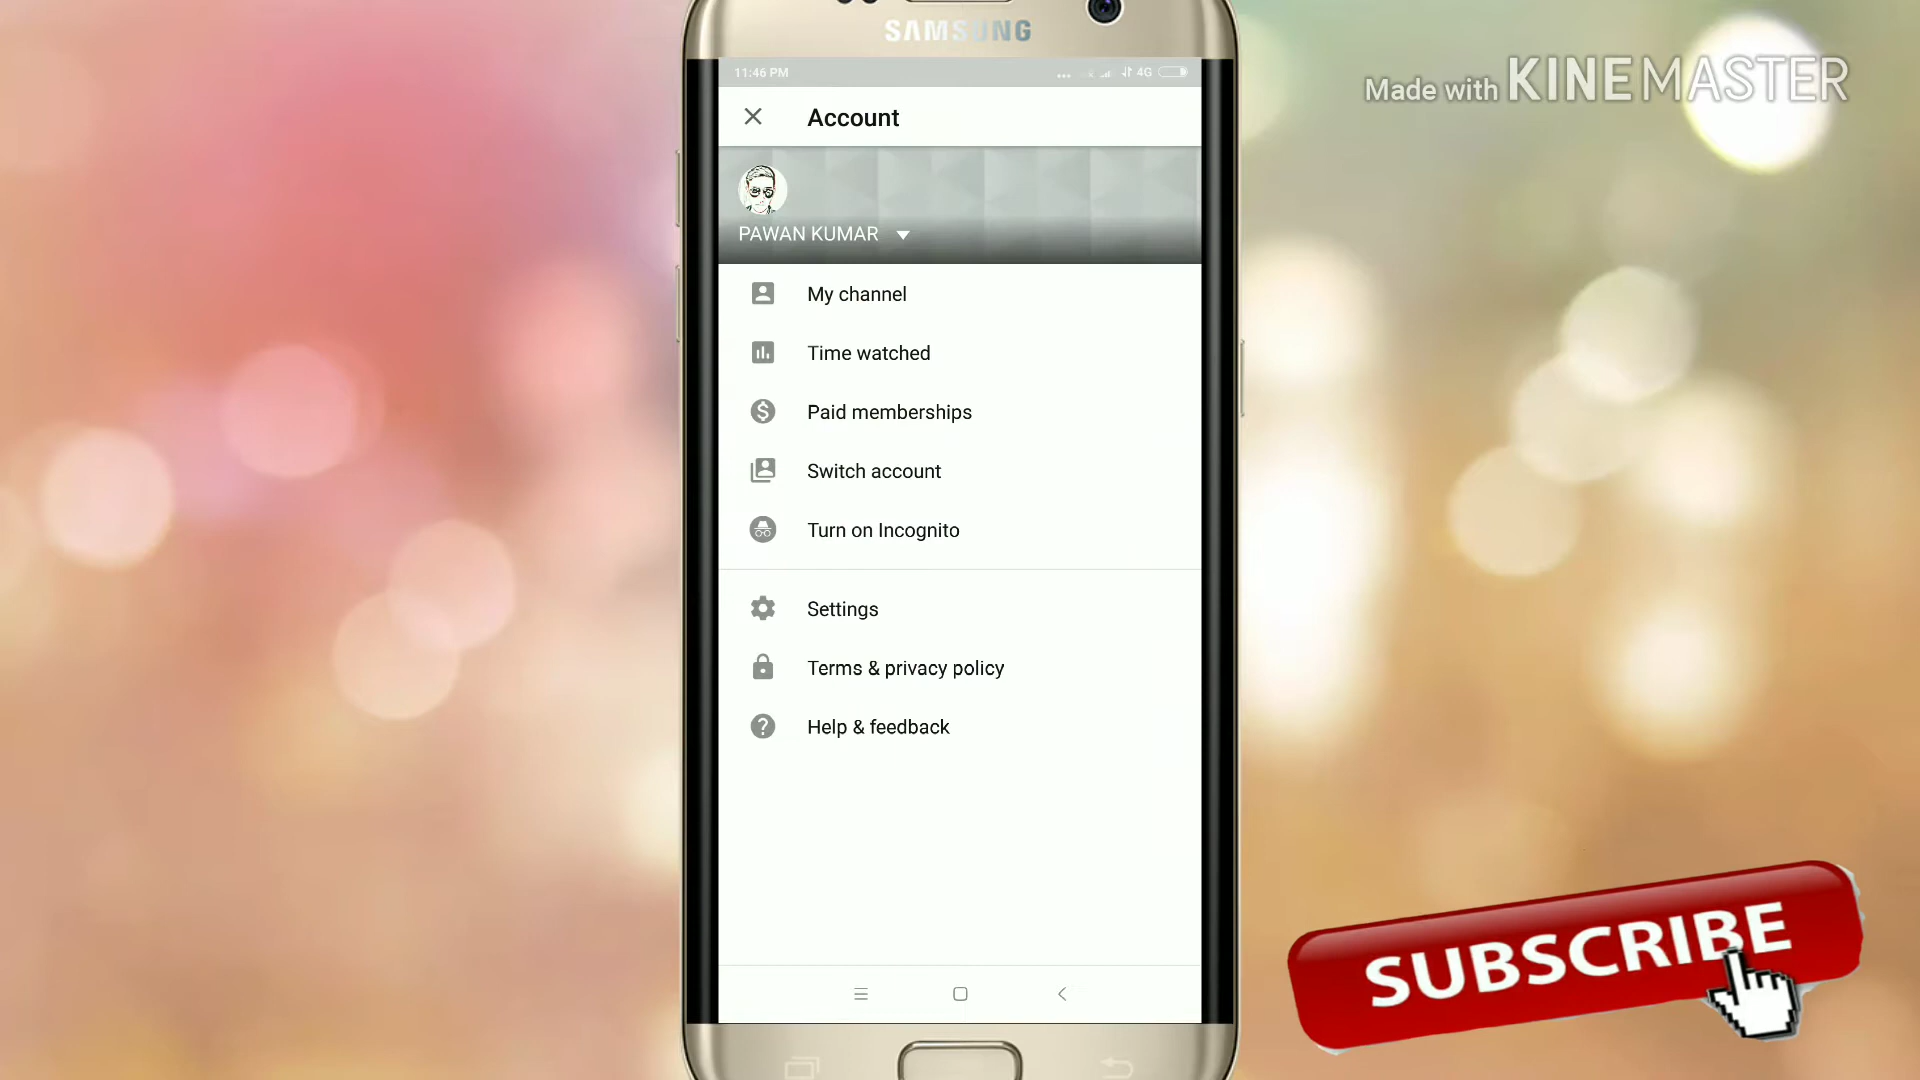 SAMSUNG
11:46 PM
4G
Made with KINEMASTER
Account
PAWAN KUMAR
My channel
Time watched
Paid memberships
Switch account
Turn on Incognito
Settings
Terms & privacy policy
Help & feedback
SUBSCRIBE